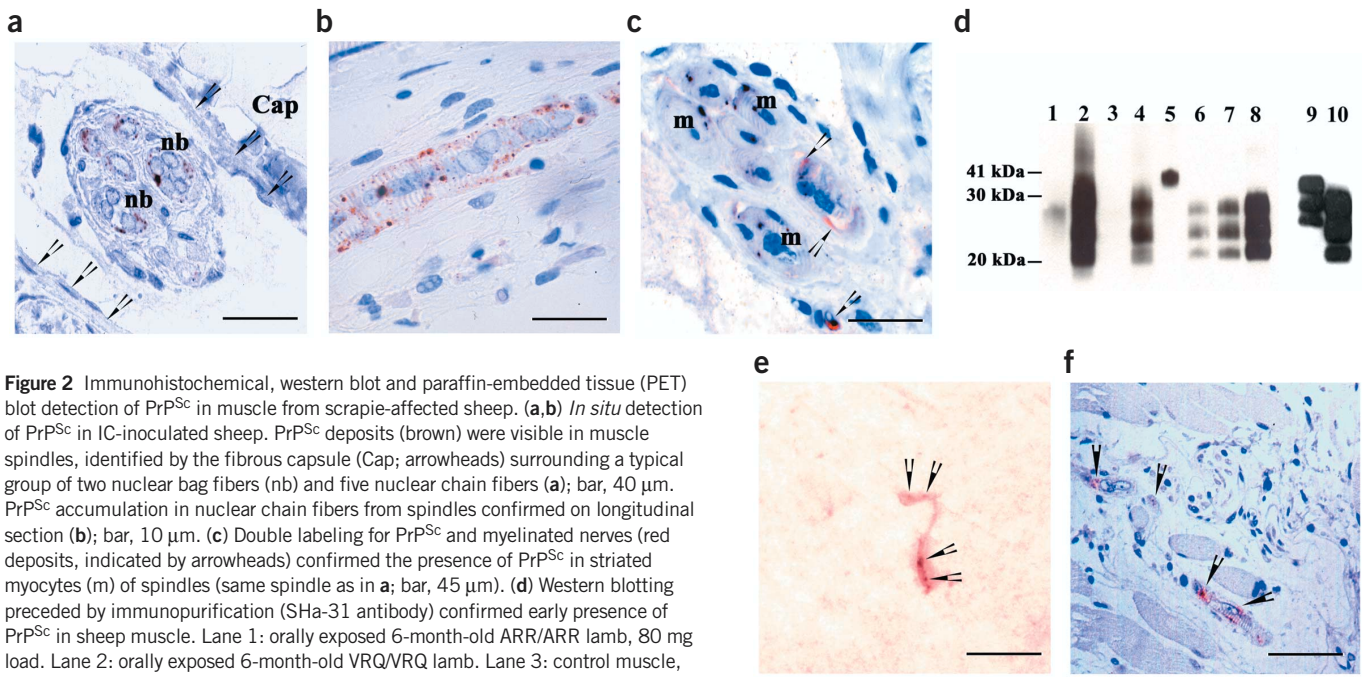 a
b
c
d
Cap
nb
nb
m
m
m
1 2 3 4 5 6 7 8 9 10
41 kDa
30 kDa
20 kDa
e
f
Figure 2 Immunohistochemical, western blot and paraffin-embedded tissue (PET)
blot detection of PrPSc in muscle from scrapie-affected sheep. (a,b) In situ detection
of PrPSc in IC-inoculated sheep. PrPSc deposits (brown) were visible in muscle
spindles, identified by the fibrous capsule (Cap; arrowheads) surrounding a typical
group of two nuclear bag fibers (nb) and five nuclear chain fibers (a); bar, 40 μm.
PrPSc accumulation in nuclear chain fibers from spindles confirmed on longitudinal
section (b); bar, 10 μm. (c) Double labeling for PrPSc and myelinated nerves (red
deposits, indicated by arrowheads) confirmed the presence of PrPSc in striated
myocytes (m) of spindles (same spindle as in a; bar, 45 μm). (d) Western blotting
preceded by immunopurification (SHa-31 antibody) confirmed early presence of
PrPSc in sheep muscle. Lane 1: orally exposed 6-month-old ARR/ARR lamb, 80 mg
load. Lane 2: orally exposed 6-month-old VRQ/VRQ lamb. Lane 3: control muscle,